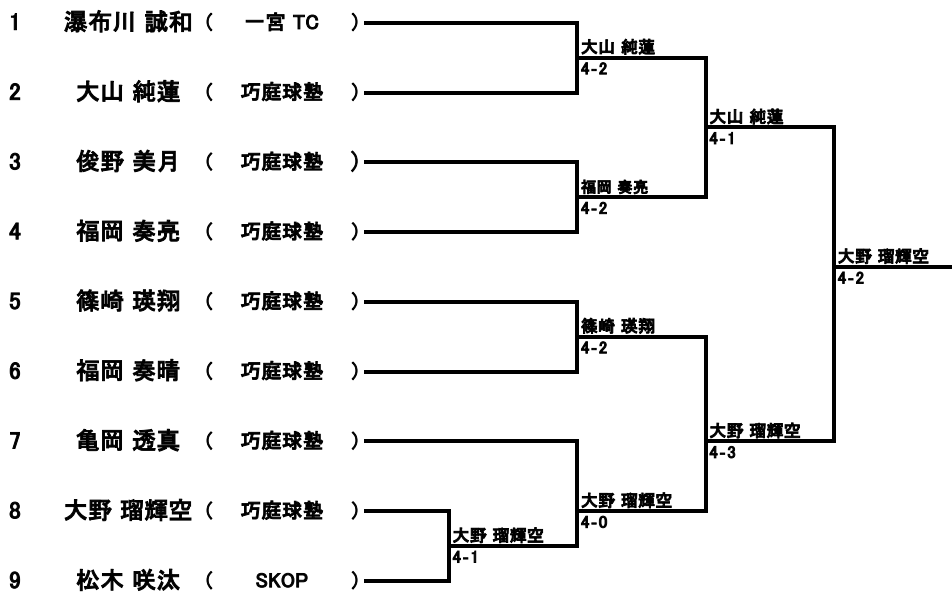 1 瀑布川 誠和 ( 一宮 TC )
大山 純蓮
4-2
2 大山 純蓮 ( 巧庭球塾 )
大山 純蓮
4-1
3 俊野 美月 ( 巧庭球塾 )
福岡 奏亮
4-2
4 福岡 奏亮 ( 巧庭球塾 )
大野 瑠輝空
4-2
5 篠崎 瑛翔 ( 巧庭球塾 )
篠崎 瑛翔
4-2
6 福岡 奏晴 ( 巧庭球塾 )
7 亀岡 透真 ( 巧庭球塾 )
大野 瑠輝空
4-3
8 大野 瑠輝空 ( 巧庭球塾 )
大野 瑠輝空
4-0
大野 瑠輝空
4-1
9 松木 咲汰 ( SKOP )